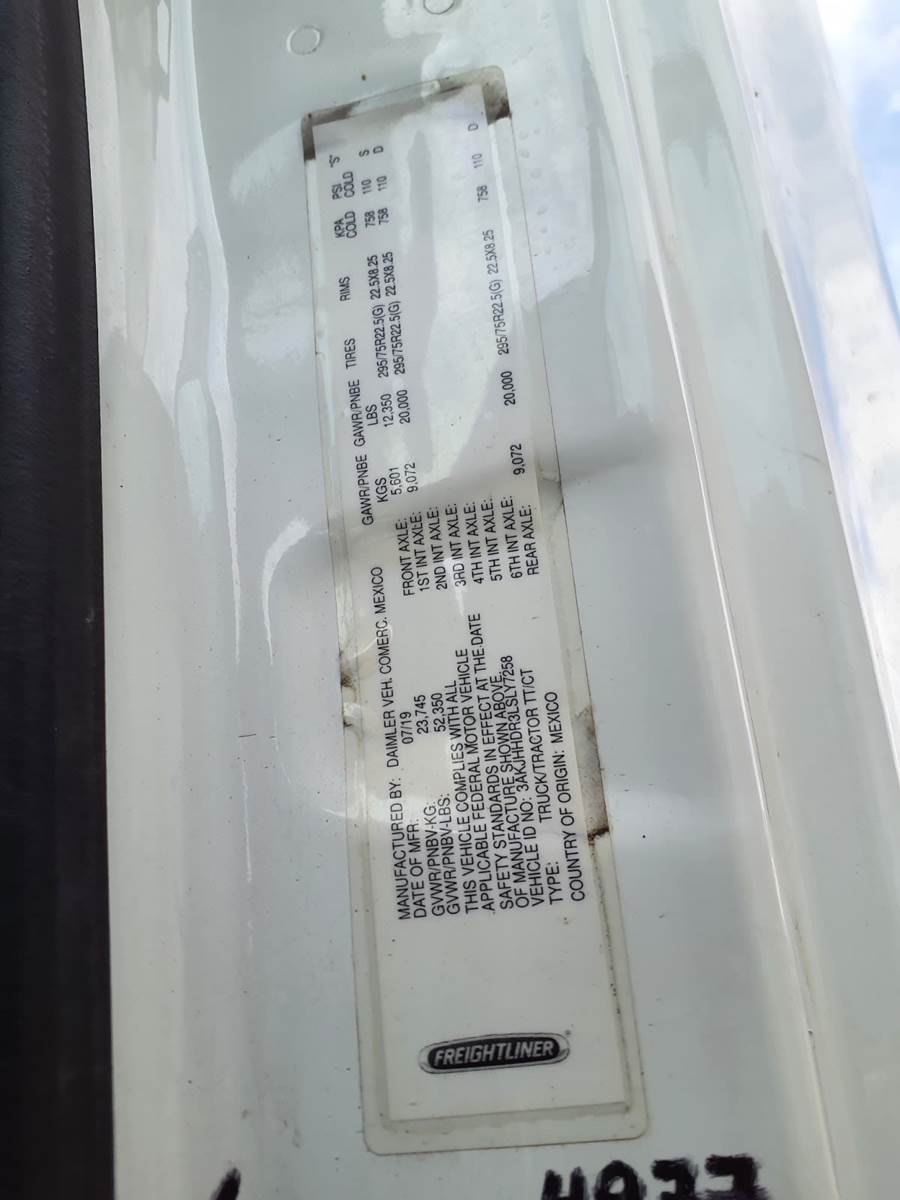 FREIGHTLINER
MANUFACTURED BY: DAIMLER VEH. COMERC. MEXICO
DATE OF MFR: 07/19
GVWR/PNBV-KG: 23,745
GVWR/PNBV-LBS: 52,350
THIS VEHICLE COMPLIES WITH ALL
APPLICABLE FEDERAL MOTOR VEHICLE
SAFETY STANDARDS IN EFFECT AT THE DATE
OF MANUFACTURE SHOWN ABOVE.
VEHICLE ID NO: 3AKJHHDR3LSLY7258
TYPE: TRUCK/TRACTOR TT/CT
COUNTRY OF ORIGIN: MEXICO
GAWR/PNBE GAWR/PNBE TIRES RIMS KPA PSI "S"
KGS LBS COLD COLD D
FRONT AXLE: 5,601 12,350 295/75R22.5(G) 22.5X8.25 758 110 S
1ST INT AXLE: 9,072 20,000 295/75R22.5(G) 22.5X8.25 758 110 D
2ND INT AXLE:
3RD INT AXLE:
4TH INT AXLE:
5TH INT AXLE:
6TH INT AXLE:
REAR AXLE: 9,072 20,000 295/75R22.5(G) 22.5X8.25 758 110 D